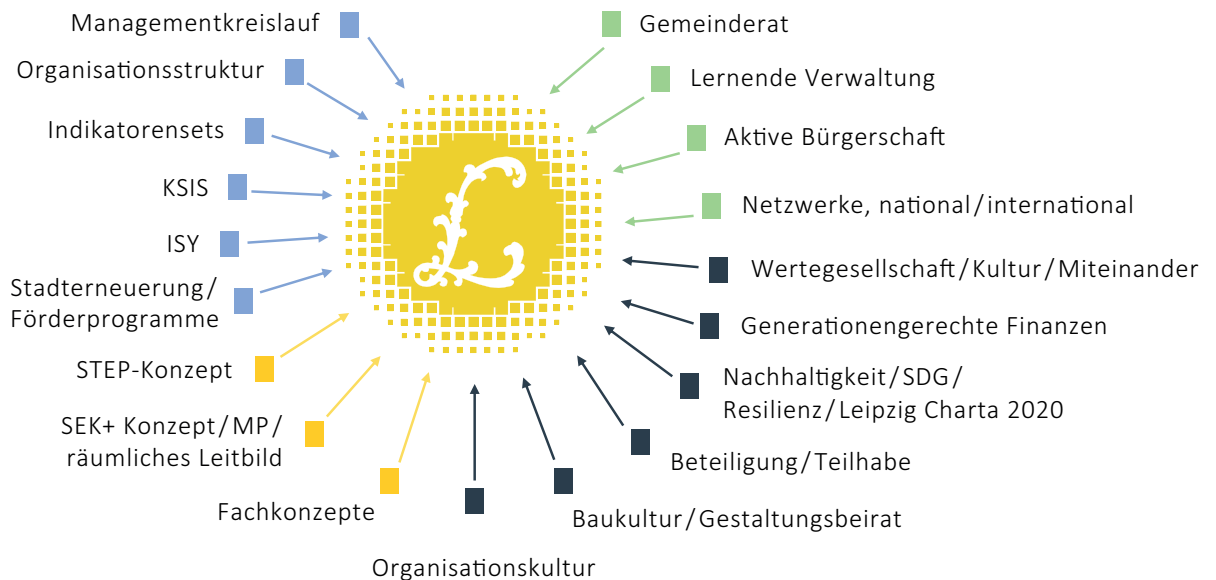 Managementkreislauf
Organisationsstruktur
Indikatorensets
KSIS
ISY
Stadterneuerung/
Förderprogramme
STEP-Konzept
SEK+ Konzept/MP/
räumliches Leitbild
Fachkonzepte
Organisationskultur
Baukultur/Gestaltungsbeirat
Beteiligung/Teilhabe
Nachhaltigkeit/SDG/
Resilienz/Leipzig Charta 2020
Generationengerechte Finanzen
Wertegesellschaft/Kultur/Miteinander
Netzwerke, national/international
Aktive Bürgerschaft
Lernende Verwaltung
Gemeinderat
L